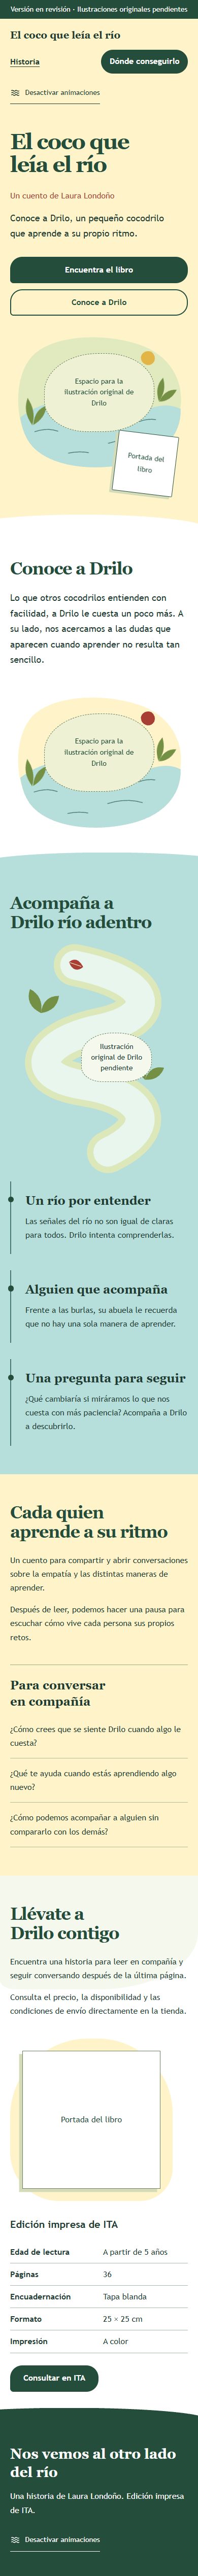 Versión en revisión · Ilustraciones originales pendientes
El coco que leía el río
Historia
Dónde conseguirlo
Desactivar animaciones
El coco que
leía el río
Un cuento de Laura Londoño
Conoce a Drilo, un pequeño cocodrilo
que aprende a su propio ritmo.
Encuentra el libro
Conoce a Drilo
Espacio para la
ilustración original de
Drilo
Portada del
libro
Conoce a Drilo
Lo que otros cocodrilos entienden con
facilidad, a Drilo le cuesta un poco más. A
su lado, nos acercamos a las dudas que
aparecen cuando aprender no resulta tan
sencillo.
Espacio para la
ilustración original de
Drilo
Acompaña a
Drilo río adentro
Ilustración
original de Drilo
pendiente
Un río por entender
Las señales del río no son igual de claras
para todos. Drilo intenta comprenderlas.
Alguien que acompaña
Frente a las burlas, su abuela le recuerda
que no hay una sola manera de aprender.
Una pregunta para seguir
¿Qué cambiaría si miráramos lo que nos
cuesta con más paciencia? Acompaña a Drilo
a descubrirlo.
Cada quien
aprende a su ritmo
Un cuento para compartir y abrir conversaciones
sobre la empatía y las distintas maneras de
aprender.
Después de leer, podemos hacer una pausa para
escuchar cómo vive cada persona sus propios
retos.
Para conversar
en compañía
¿Cómo crees que se siente Drilo cuando algo le
cuesta?
¿Qué te ayuda cuando estás aprendiendo algo
nuevo?
¿Cómo podemos acompañar a alguien sin
compararlo con los demás?
Llévate a
Drilo contigo
Encuentra una historia para leer en compañía y
seguir conversando después de la última página.
Consulta el precio, la disponibilidad y las
condiciones de envío directamente en la tienda.
Portada del libro
Edición impresa de ITA
Edad de lectura A partir de 5 años
Páginas 36
Encuadernación Tapa blanda
Formato 25 × 25 cm
Impresión A color
Consultar en ITA
Nos vemos al otro lado
del río
Una historia de Laura Londoño. Edición impresa
de ITA.
Desactivar animaciones